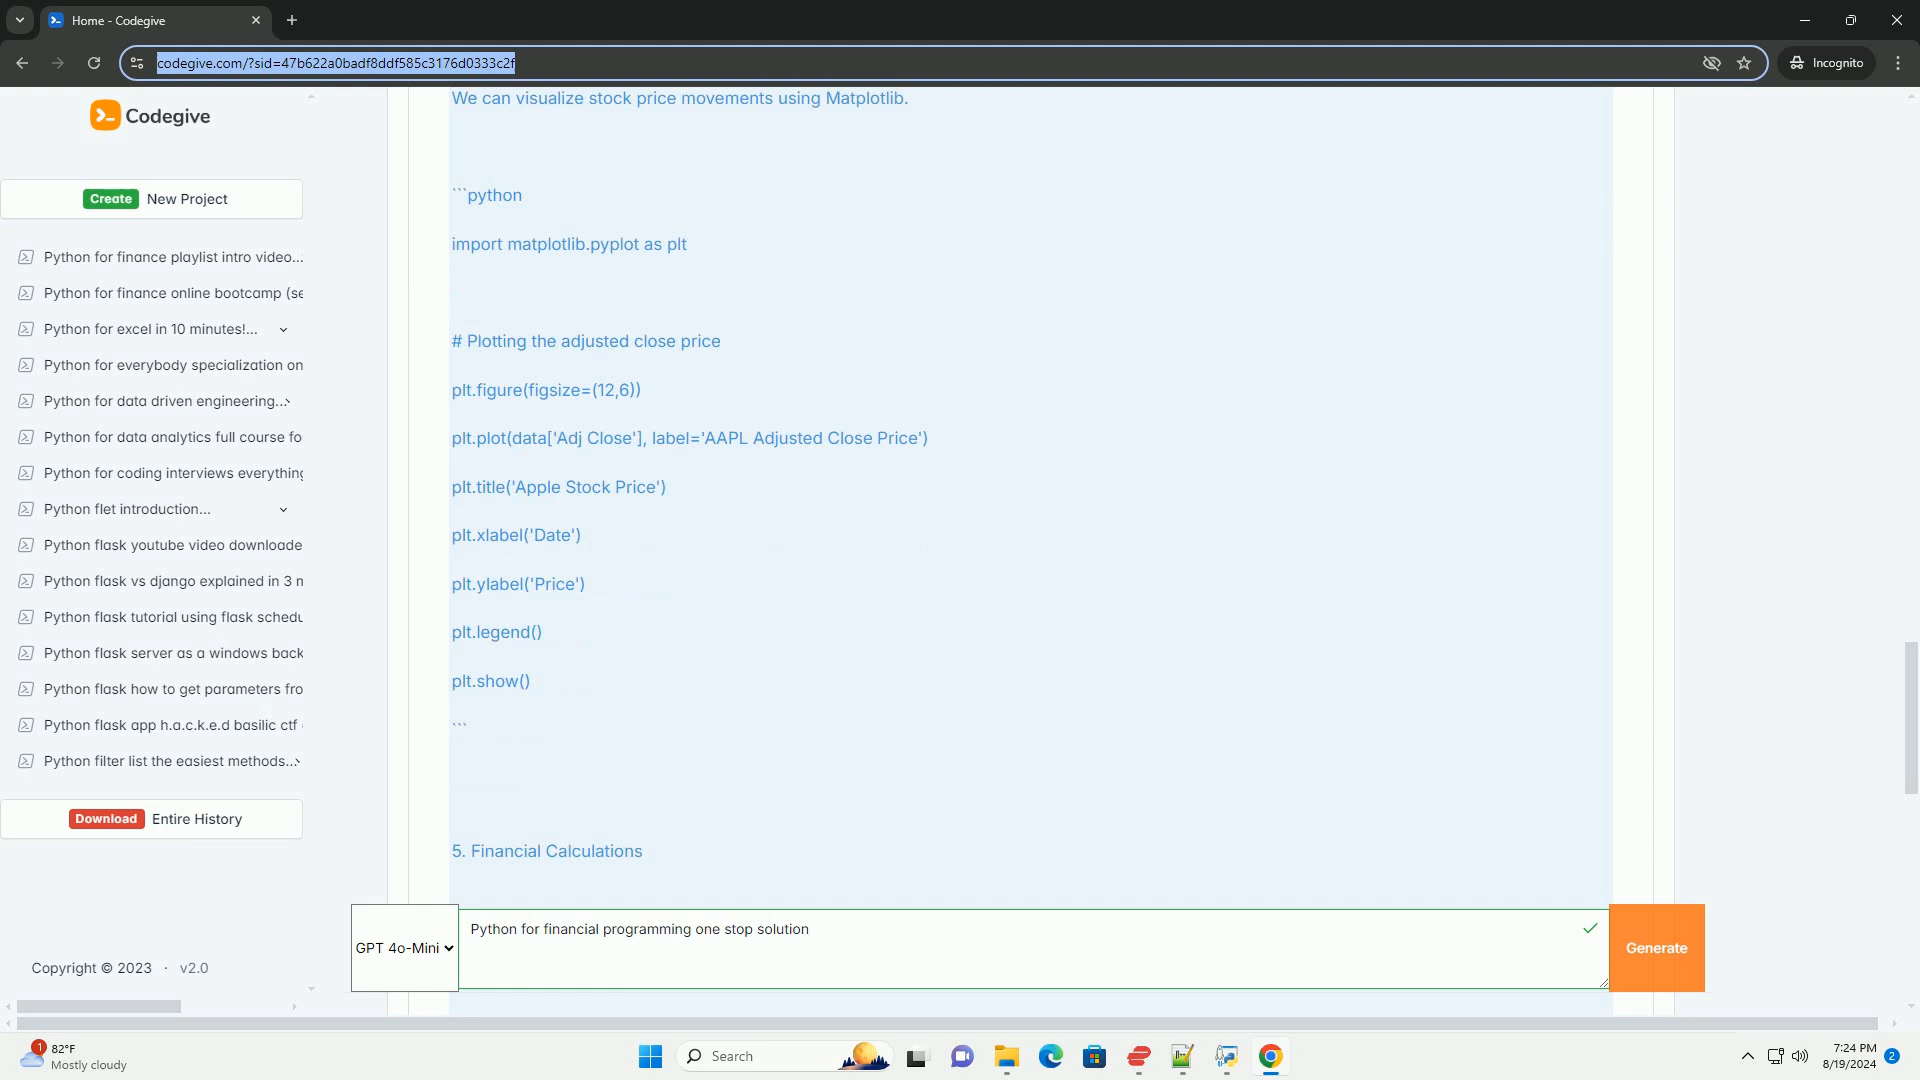 Home - Codegive
codegive.com/?sid=47b622a0badf8ddf585c3176d0333c2f
Incognito
Codegive
Create New Project
Python for finance playlist intro video...
Python for finance online bootcamp (se
Python for excel in 10 minutes!...
Python for everybody specialization on
Python for data driven engineering...
Python for data analytics full course fo
Python for coding interviews everything
Python flet introduction...
Python flask youtube video downloade
Python flask vs django explained in 3 m
Python flask tutorial using flask schedu
Python flask server as a windows back
Python flask how to get parameters fro
Python flask app h.a.c.k.e.d basilic ctf
Python filter list the easiest methods...
Download Entire History
Copyright © 2023 · v2.0
We can visualize stock price movements using Matplotlib.
```python
import matplotlib.pyplot as plt
# Plotting the adjusted close price
plt.figure(figsize=(12,6))
plt.plot(data['Adj Close'], label='AAPL Adjusted Close Price')
plt.title('Apple Stock Price')
plt.xlabel('Date')
plt.ylabel('Price')
plt.legend()
plt.show()
```
5. Financial Calculations
GPT 4o-Mini
Python for financial programming one stop solution
Generate
1
82°F
Mostly cloudy
Search
7:24 PM
8/19/2024
2